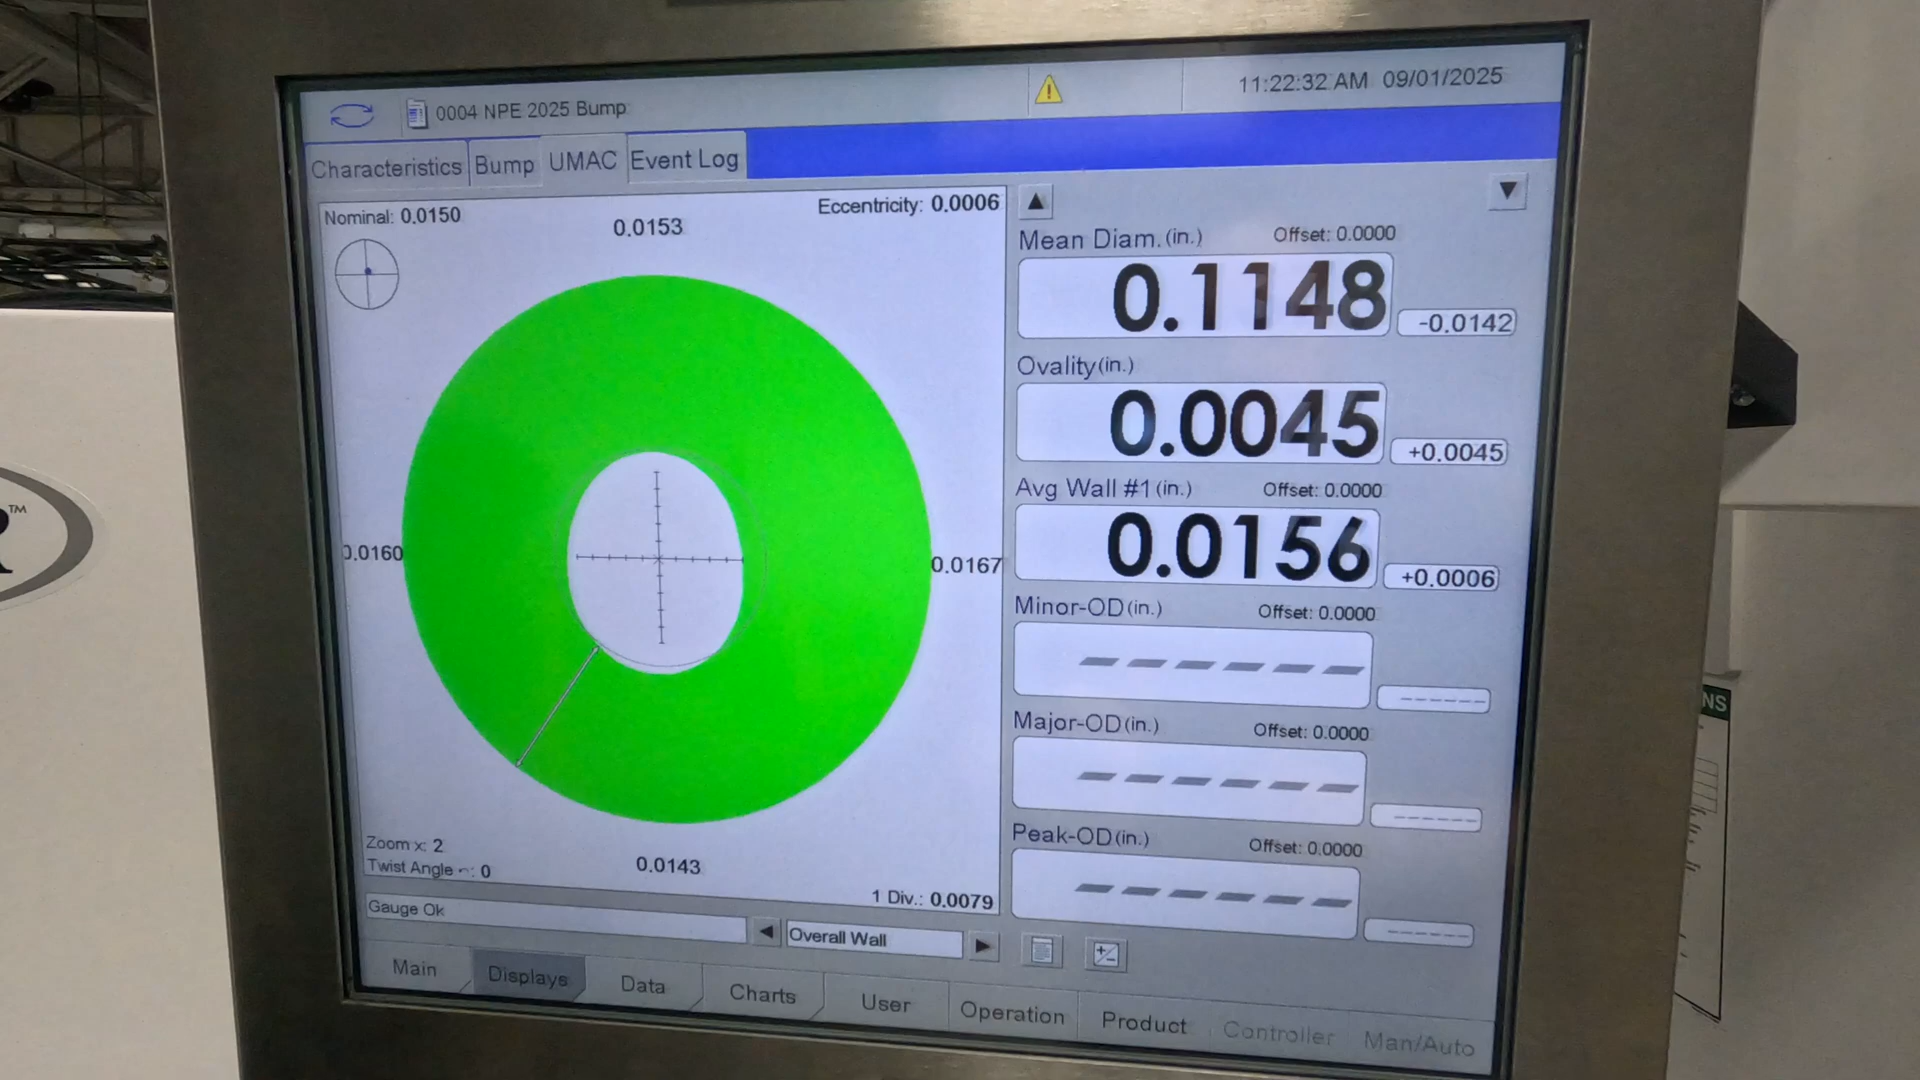 0004 NPE 2025 Bump
11:22:32 AM 09/01/2025
Characteristics Bump UMAC Event Log
Nominal: 0.0150
Eccentricity: 0.0006
0.0153
0.0160
0.0167
0.0143
Zoom x: 2
Twist Angle : 0
1 Div.: 0.0079
Gauge Ok
Overall Wall
Mean Diam.(in.) Offset: 0.0000
0.1148 -0.0142
Ovality(in.)
0.0045 +0.0045
Avg Wall #1(in.) Offset: 0.0000
0.0156 +0.0006
Minor-OD(in.) Offset: 0.0000
------ ------
Major-OD(in.) Offset: 0.0000
------ ------
Peak-OD(in.) Offset: 0.0000
------ ------
Main Displays Data Charts User Operation Product Controller Man/Auto
R™
NS